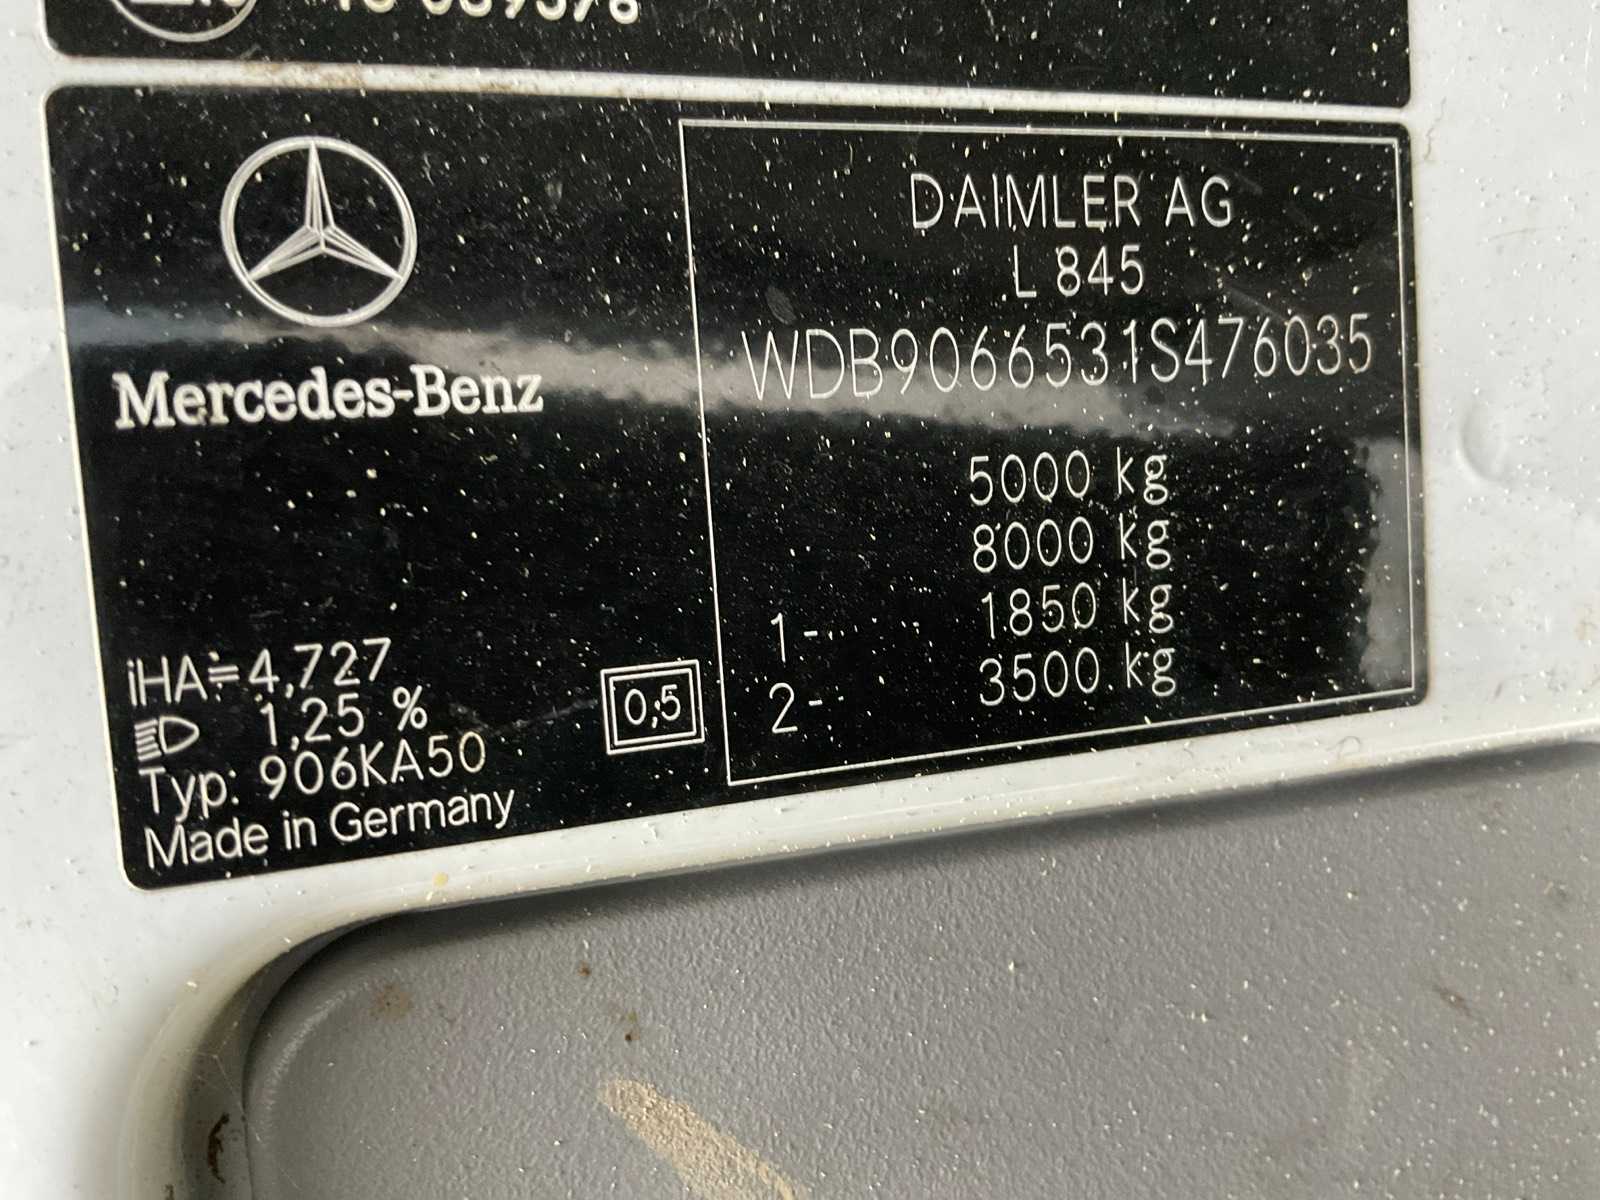 DAIMLER AG
L 845
WDB9066531S476035
5000 kg
8000 kg
1- 1850 kg
2- 3500 kg
Mercedes-Benz
iHA=4,727
1,25 %
0,5
Typ: 906KA50
Made in Germany